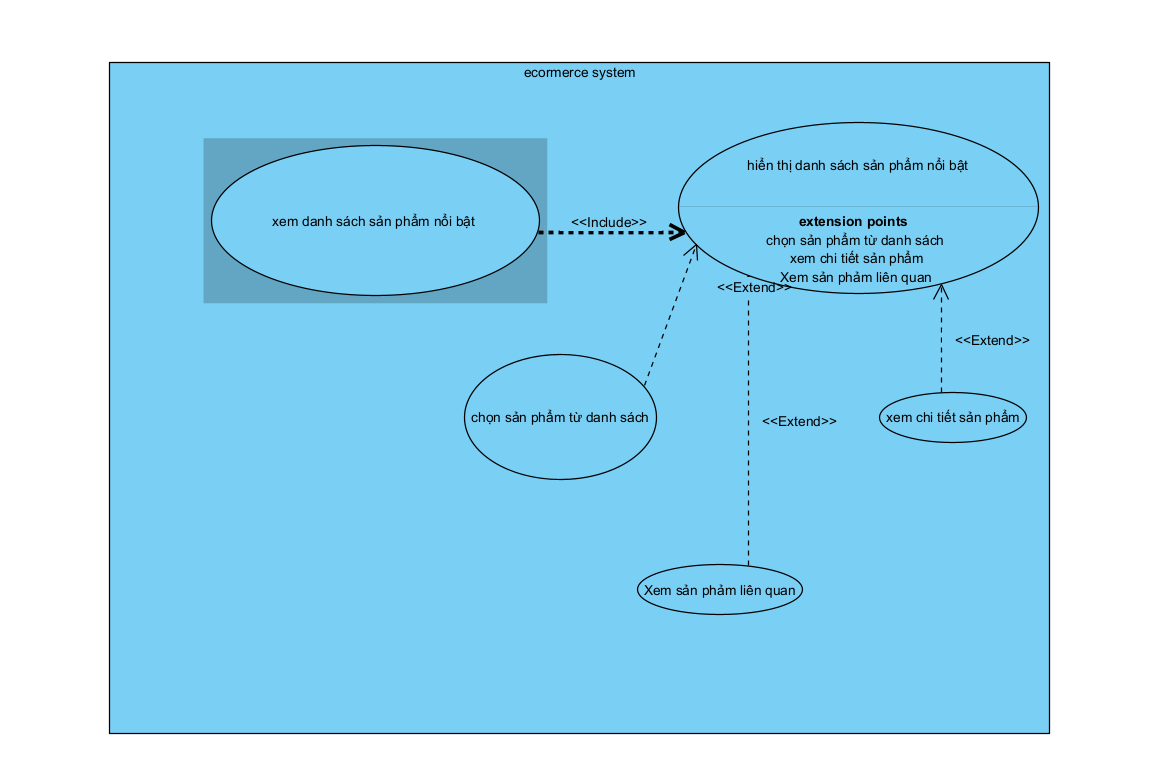 ecormerce system
hiển thị danh sách sản phẩm nổi bật
xem danh sách sản phẩm nổi bật
<<Include>>
extension points
chọn sản phẩm từ danh sách
xem chi tiết sản phẩm
Xem sản phảm liên quan
<<Extend>>
<<Extend>>
chọn sản phẩm từ danh sách
<<Extend>>
xem chi tiết sản phẩm
Xem sản phảm liên quan